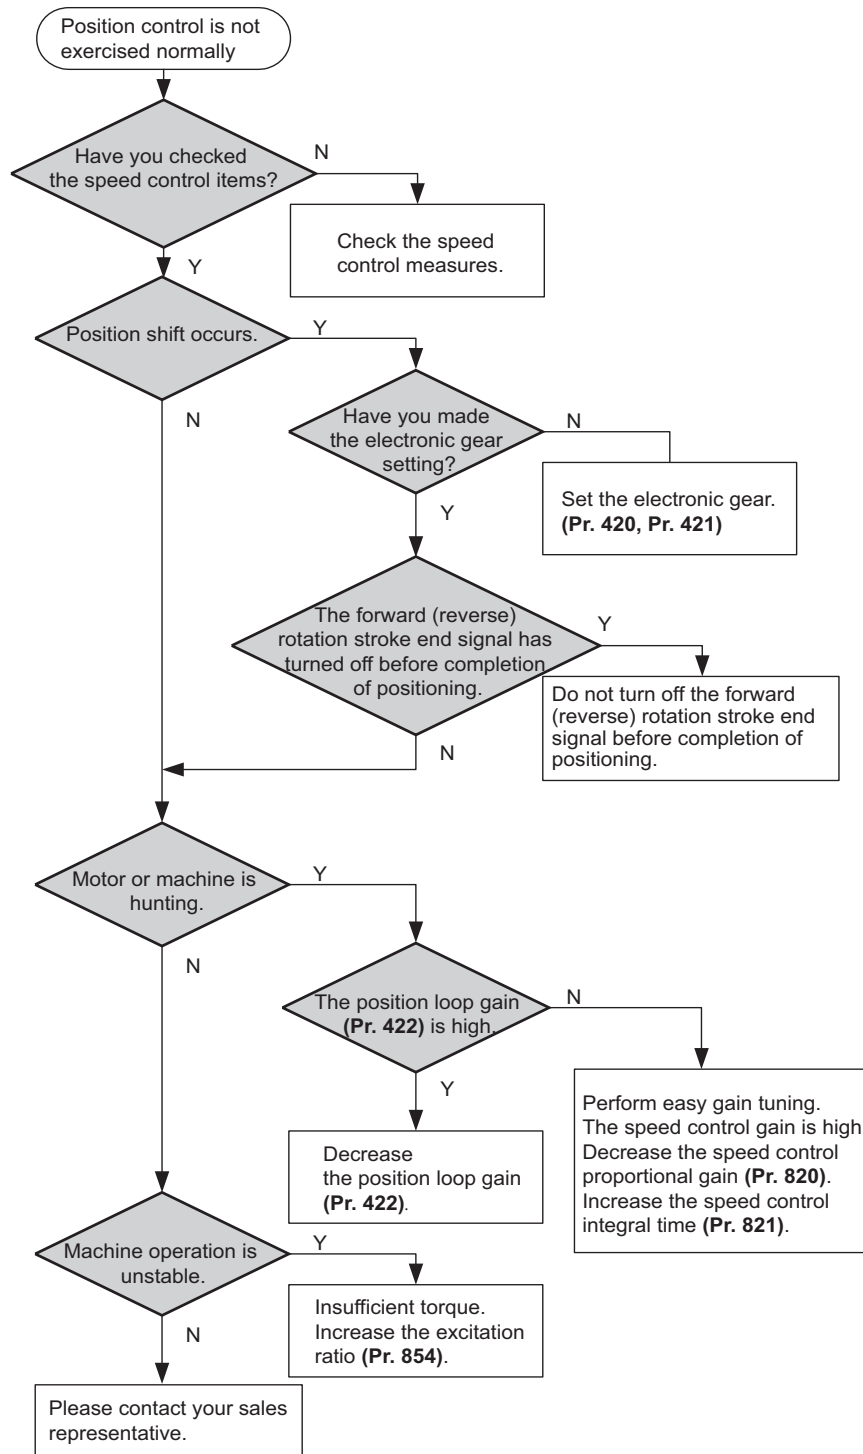 Position control is not
exercised normally
Have you checked
the speed control items?
N
Check the speed
control measures.
Y
Position shift occurs.
Y
N
Have you made
the electronic gear
setting?
N
Set the electronic gear.
(Pr. 420, Pr. 421)
Y
The forward (reverse)
rotation stroke end signal has
turned off before completion
of positioning.
Y
Do not turn off the forward
(reverse) rotation stroke end
signal before completion of
positioning.
N
Motor or machine is
hunting.
Y
N
The position loop gain
(Pr. 422) is high.
N
Y
Perform easy gain tuning.
The speed control gain is high
Decrease the speed control
proportional gain (Pr. 820).
Increase the speed control
integral time (Pr. 821).
Decrease
the position loop gain
(Pr. 422).
Machine operation is
unstable.
Y
Insufficient torque.
Increase the excitation
ratio (Pr. 854).
N
Please contact your sales
representative.